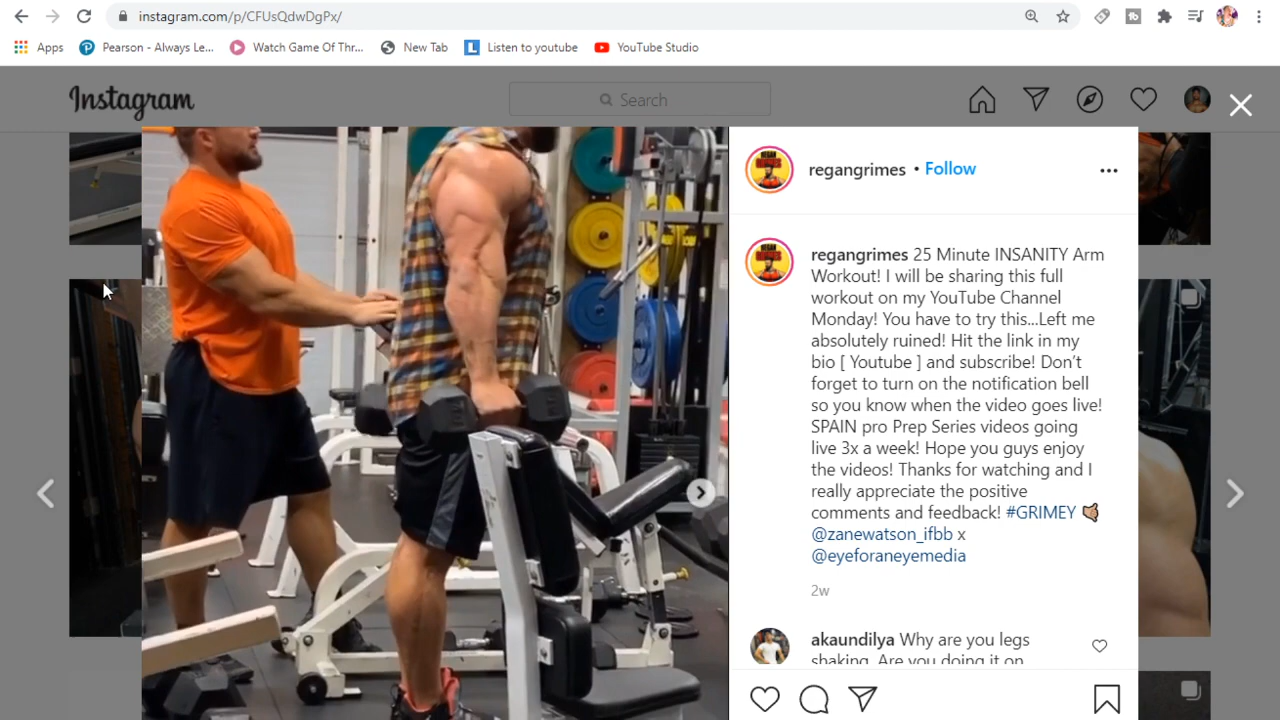 instagram.com/p/CFUsQdwDgPx/
Apps
Pearson - Always Le...
Watch Game Of Thr...
New Tab
Listen to youtube
YouTube Studio
Instagram
Search
regangrimes • Follow
regangrimes 25 Minute INSANITY Arm
Workout! I will be sharing this full
workout on my YouTube Channel
Monday! You have to try this...Left me
absolutely ruined! Hit the link in my
bio [ Youtube ] and subscribe! Don't
forget to turn on the notification bell
so you know when the video goes live!
SPAIN pro Prep Series videos going
live 3x a week! Hope you guys enjoy
the videos! Thanks for watching and I
really appreciate the positive
comments and feedback! #GRIMEY 🤙🏽
@zanewatson_ifbb x
@eyeforaneyemedia
2w
akaundilya Why are you legs
shaking. Are you doing it on